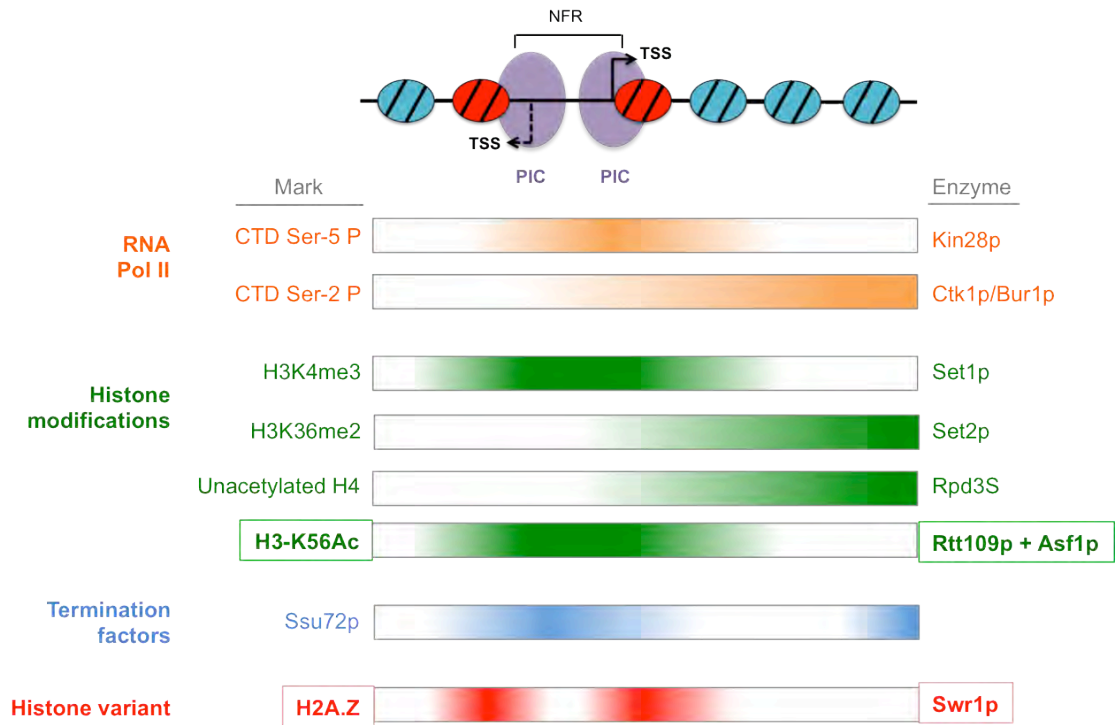 NFR
TSS
TSS
PIC PIC
Mark Enzyme
RNA
Pol II
CTD Ser-5 P Kin28p
CTD Ser-2 P Ctk1p/Bur1p
Histone
modifications
H3K4me3 Set1p
H3K36me2 Set2p
Unacetylated H4 Rpd3S
H3-K56Ac Rtt109p + Asf1p
Termination
factors
Ssu72p
Histone variant H2A.Z Swr1p